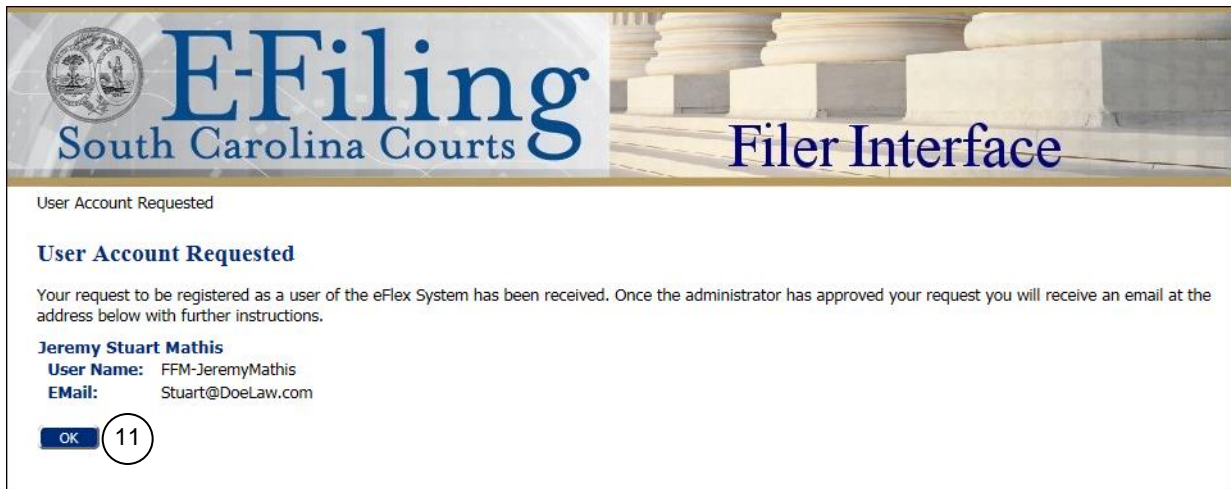 E-Filing
South Carolina Courts
Filer Interface
User Account Requested
User Account Requested
Your request to be registered as a user of the eFlex System has been received. Once the administrator has approved your request you will receive an email at the
address below with further instructions.
Jeremy Stuart Mathis
User Name: FFM-JeremyMathis
EMail: Stuart@DoeLaw.com
OK 11